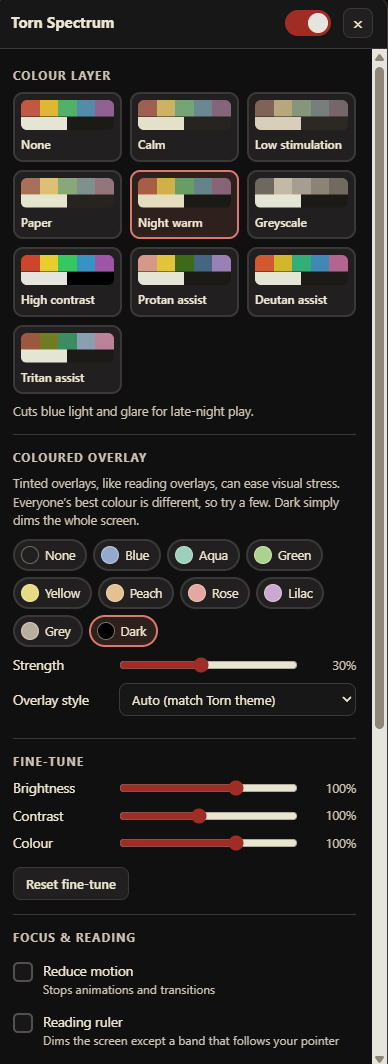 Torn Spectrum
×
COLOUR LAYER
None
Calm
Low stimulation
Paper
Night warm
Greyscale
High contrast
Protan assist
Deutan assist
Tritan assist
Cuts blue light and glare for late-night play.
COLOURED OVERLAY
Tinted overlays, like reading overlays, can ease visual stress.
Everyone's best colour is different, so try a few. Dark simply
dims the whole screen.
None
Blue
Aqua
Green
Yellow
Peach
Rose
Lilac
Grey
Dark
Strength 30%
Overlay style Auto (match Torn theme)
FINE-TUNE
Brightness 100%
Contrast 100%
Colour 100%
Reset fine-tune
FOCUS & READING
Reduce motion
Stops animations and transitions
Reading ruler
Dims the screen except a band that follows your pointer